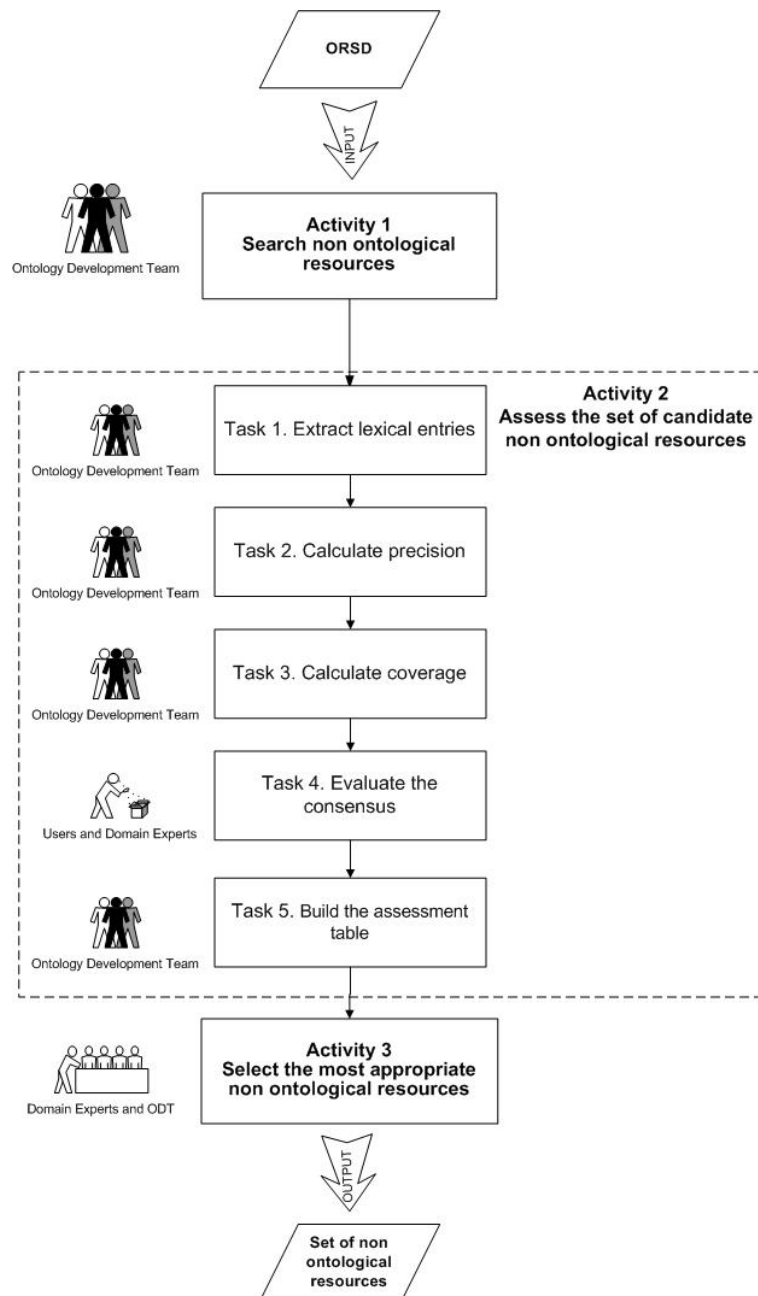 ORSD
INPUT
Activity 1
Search non ontological
resources
Ontology Development Team
Activity 2
Assess the set of candidate
non ontological resources
Task 1. Extract lexical entries
Ontology Development Team
Task 2. Calculate precision
Ontology Development Team
Task 3. Calculate coverage
Ontology Development Team
Task 4. Evaluate the
consensus
Users and Domain Experts
Task 5. Build the assessment
table
Ontology Development Team
Activity 3
Select the most appropriate
non ontological resources
Domain Experts and ODT
OUTPUT
Set of non
ontological
resources